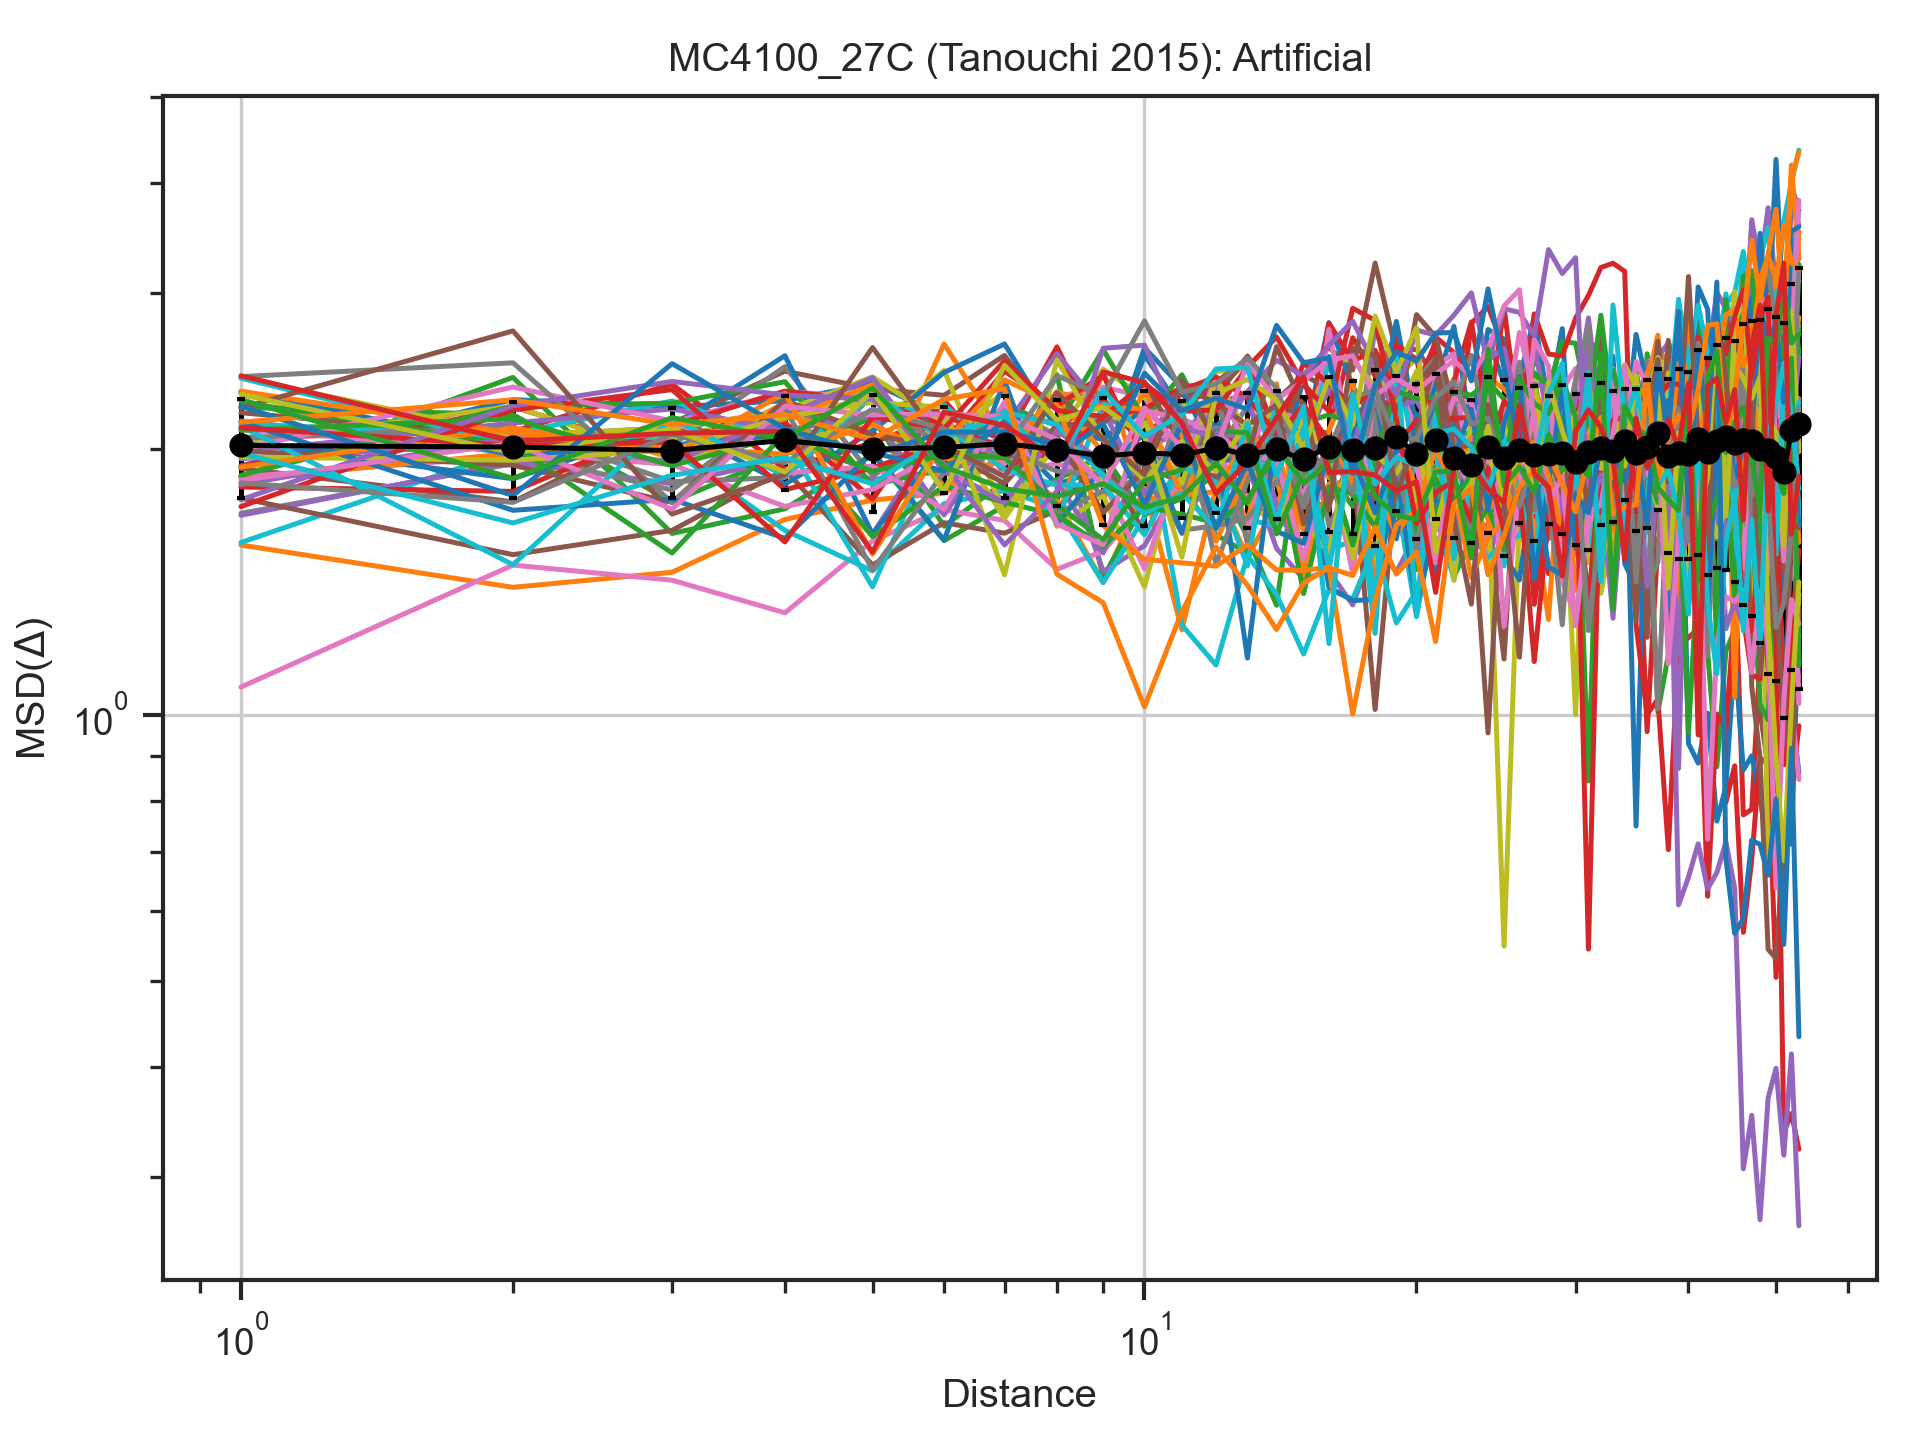 MC4100_27C (Tanouchi 2015): Artificial
MSD(Δ)
10⁰
10⁰
10¹
Distance